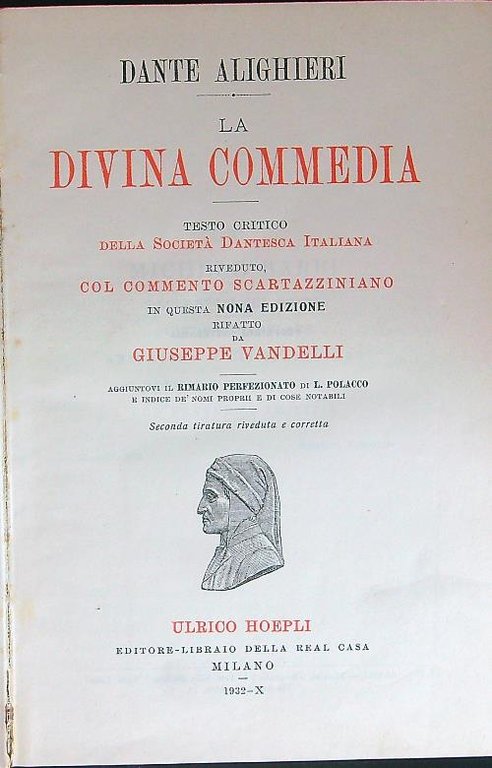 DANTE ALIGHIERI
LA
DIVINA COMMEDIA
TESTO CRITICO
DELLA SOCIETÀ DANTESCA ITALIANA
RIVEDUTO,
COL COMMENTO SCARTAZZINIANO
IN QUESTA NONA EDIZIONE
RIFATTO
DA
GIUSEPPE VANDELLI
AGGIUNTOVI IL RIMARIO PERFEZIONATO DI L. POLACCO
E INDICE DE' NOMI PROPRII E DI COSE NOTABILI
Seconda tiratura riveduta e corretta
ULRICO HOEPLI
EDITORE-LIBRAIO DELLA REAL CASA
MILANO
1932-X